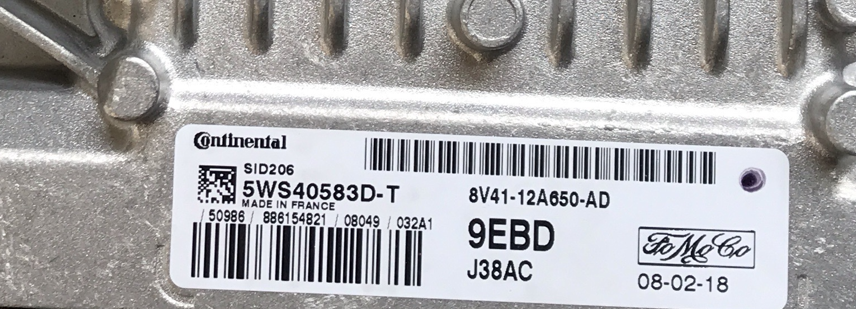 Continental
SID206
5WS40583D-T
MADE IN FRANCE
/ 50986 / 886154821 / 08049 / 032A1
8V41-12A650-AD
9EBD
J38AC
FoMoCo
08-02-18